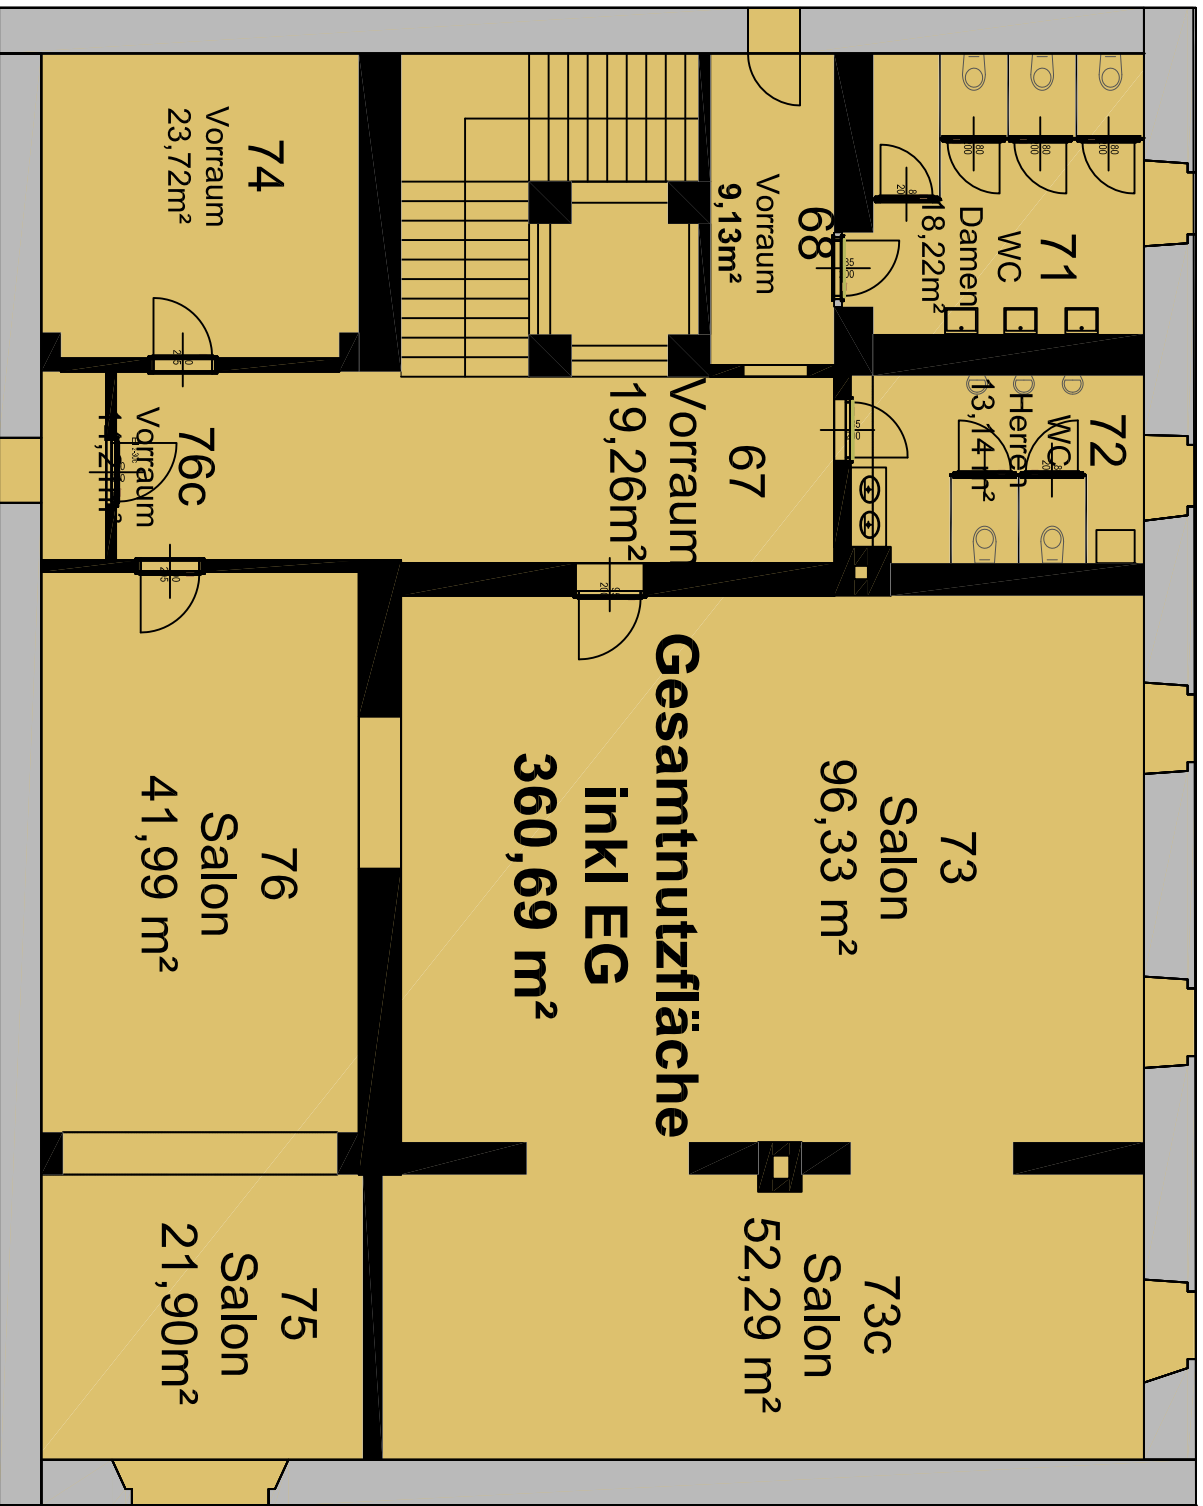 74
Vorraum
23,72m²
68
Vorraum
9,13m²
71
WC
Damen
18,22m²
72
WC
Herren
13,14 m²
76c
Vorraum
67
Vorraum
19,26m²
Gesamtnutzfläche
inkl EG
360,69 m²
73
Salon
96,33 m²
76
Salon
41,99 m²
75
Salon
21,90m²
73c
Salon
52,29 m²